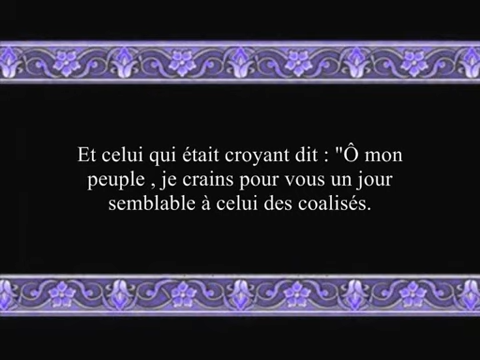 Et celui qui était croyant dit : "Ô mon
peuple , je crains pour vous un jour
semblable à celui des coalisés.